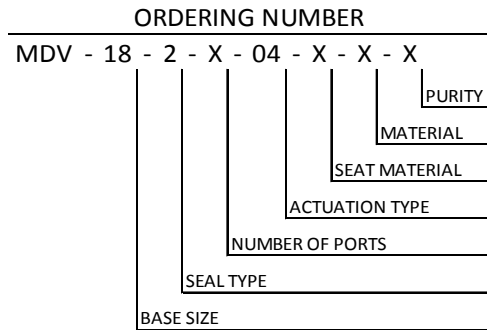 ORDERING NUMBER
MDV - 18 - 2 - X - 04 - X - X - X
PURITY
MATERIAL
SEAT MATERIAL
ACTUATION TYPE
NUMBER OF PORTS
SEAL TYPE
BASE SIZE